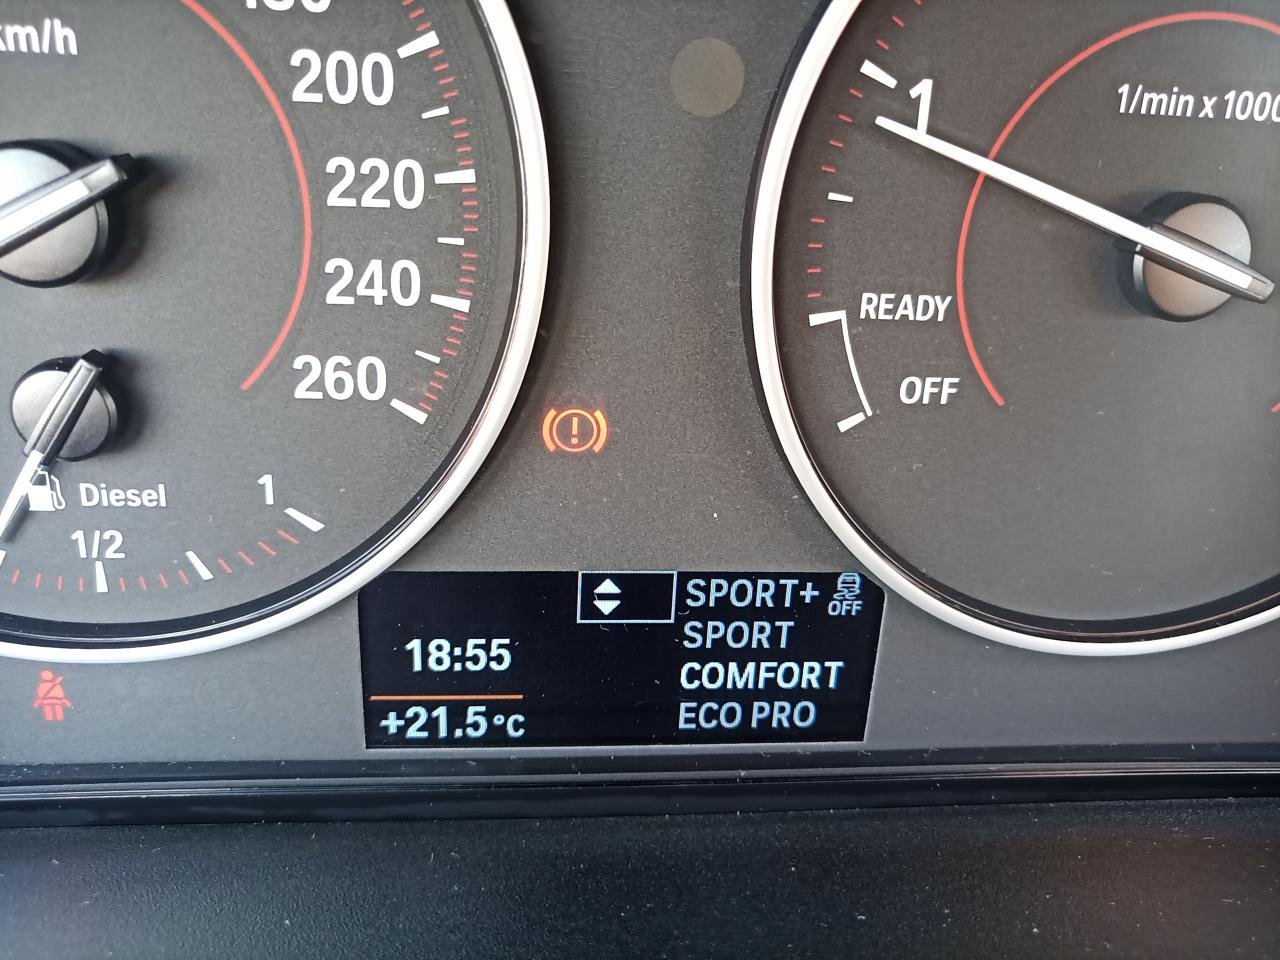 km/h
200
220
240
260
Diesel
1/2
1
1
1/min x 1000
READY
OFF
18:55
+21.5°C
SPORT+
OFF
SPORT
COMFORT
ECO PRO